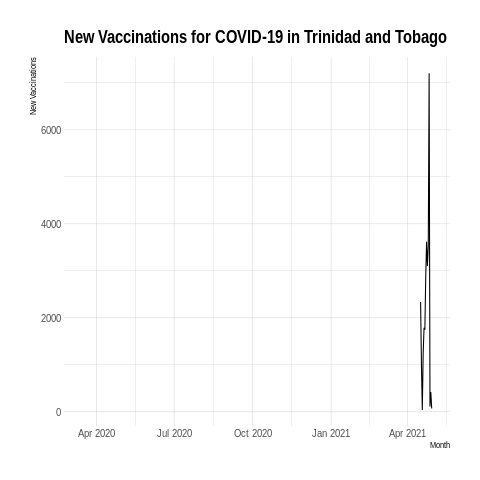 New Vaccinations for COVID-19 in Trinidad and Tobago
New Vaccinations
6000
4000
2000
0
Apr 2020 Jul 2020 Oct 2020 Jan 2021 Apr 2021
Month